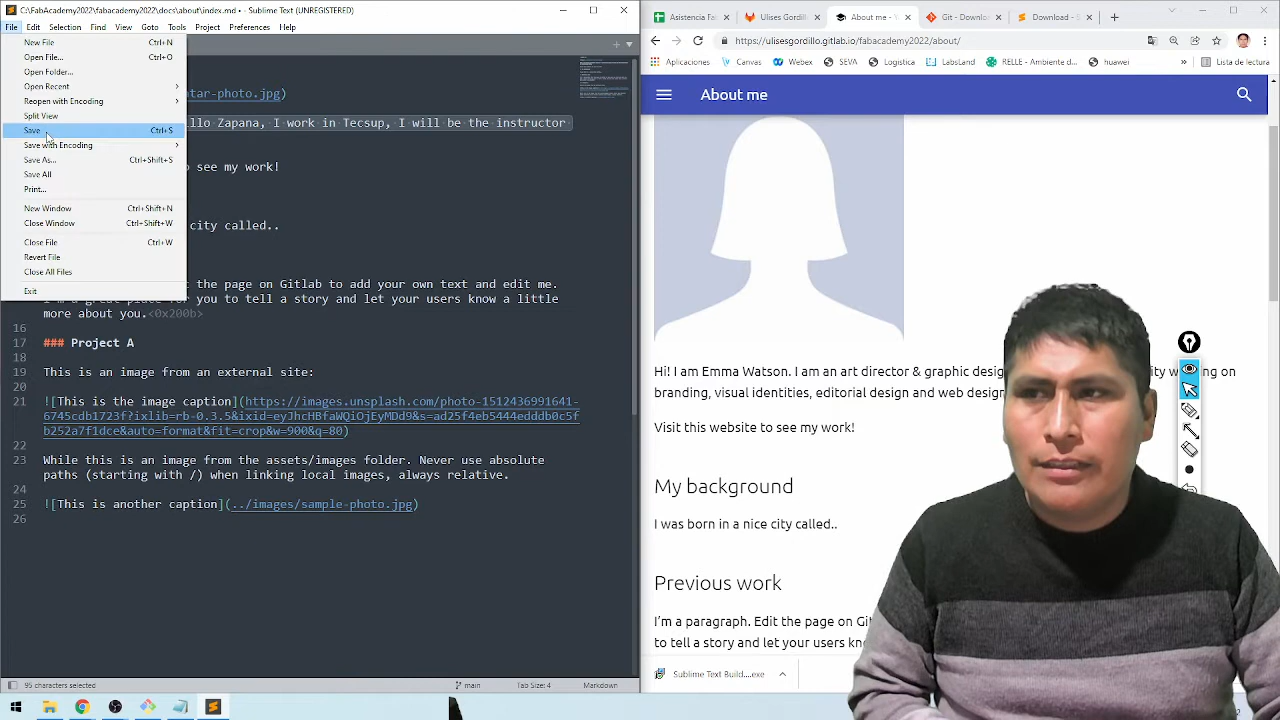 C:\FabAcademy2022\fabacademy2022\docs\about\index.md • - Sublime Text (UNREGISTERED)
File Edit Selection Find View Goto Tools Project Preferences Help
New File Ctrl+N
Open File...
Open Folder...
Open Recent
Reopen with Encoding
Split View
Save Ctrl+S
Save with Encoding
Save As... Ctrl+Shift+S
Save All
Print...
New Window Ctrl+Shift+N
Close Window Ctrl+Shift+W
Close File Ctrl+W
Revert File
Close All Files
Exit
tar-photo.jpg)
llo Zapana, I work in Tecsup, I will be the instructor
o see my work!
city called..
t the page on Gitlab to add your own text and edit me.
I'm a great place for you to tell a story and let your users know a little
more about you.<0x200b>
16
17 ### Project A
18
19 This is an image from an external site:
20
21 ![This is the image caption](https://images.unsplash.com/photo-1512436991641-
6745cdb1723f?ixlib=rb-0.3.5&ixid=eyJhcHBfaWQiOjEyMDd9&s=ad25f4eb5444edddb0c5f
b252a7f1dce&auto=format&fit=crop&w=900&q=80)
22
23 While this is an image from the assets/images folder. Never use absolute
paths (starting with /) when linking local images, always relative.
24
25 ![This is another caption](../images/sample-photo.jpg)
26
95 characters selected main Tab Size: 4 Markdown
Asistencia Fa Ulises Gordill About me - Git - Downlo Download -
https://ulisesgordillo.gitlab.io/fabacademy2022/about/
Aplicaciones Canvas Webex Logistica JobsLand Lista de lectura
About me
Hi! I am Emma Watson. I am an art director & graphic desig
ity working on
branding, visual identities, editorial design and web design
Visit this website to see my work!
My background
I was born in a nice city called..
Previous work
I'm a paragraph. Edit the page on Git
to tell a story and let your users kn
Sublime Text Build....exe